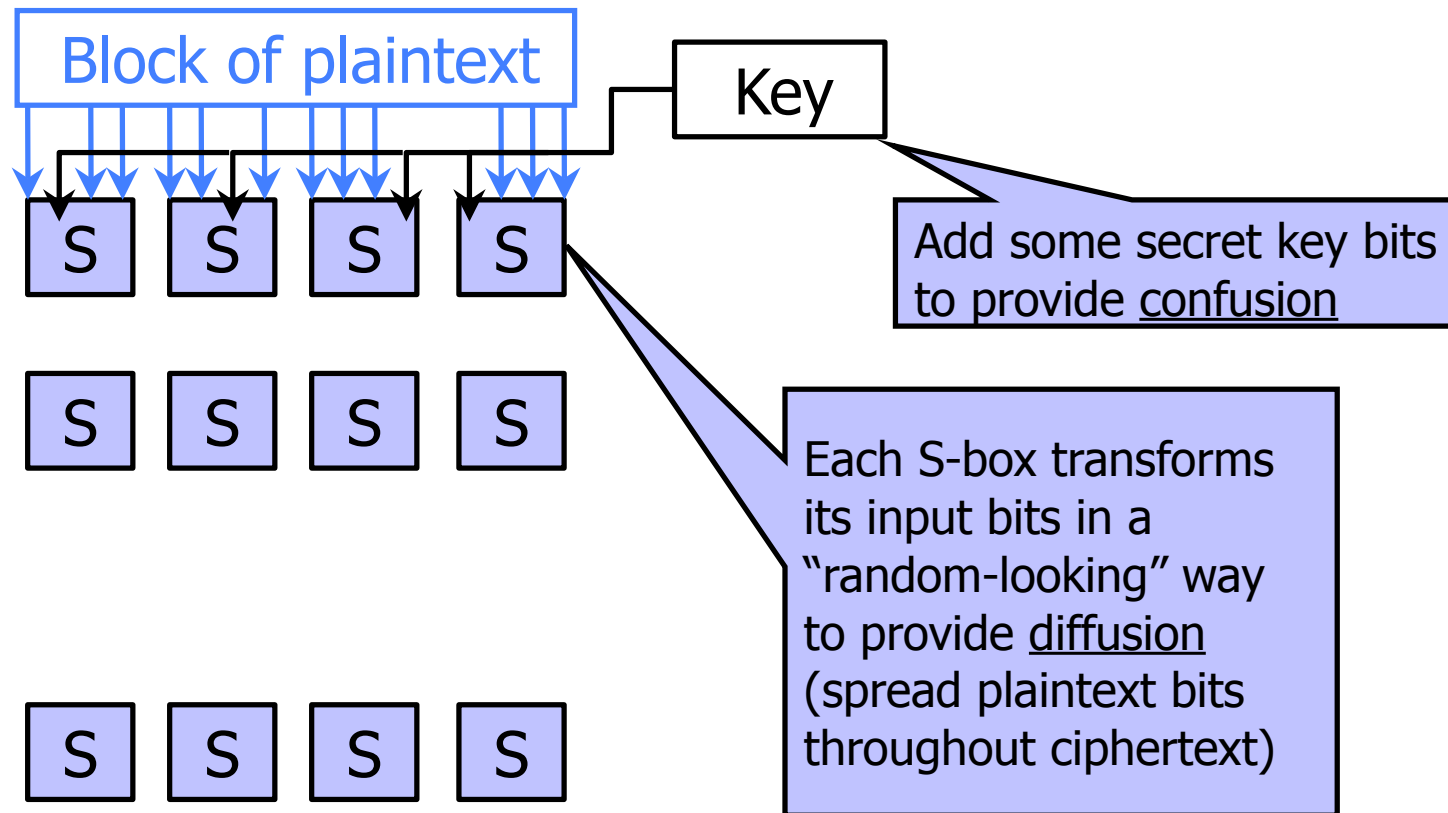 Block of plaintext
Key
S S S S
Add some secret key bits
to provide confusion
S S S S
Each S-box transforms
its input bits in a
“random-looking” way
to provide diffusion
(spread plaintext bits
throughout ciphertext)
S S S S